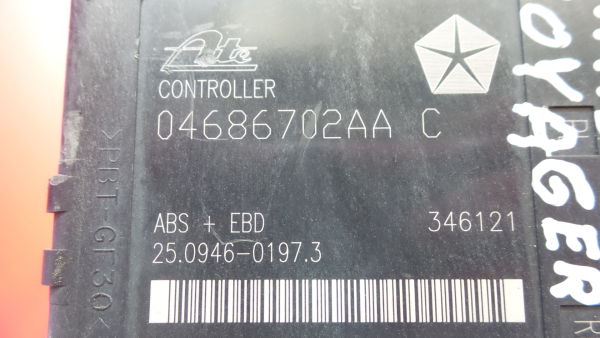 Ate
CONTROLLER
04686702AA C
ABS + EBD 346121
25.0946-0197.3
>PBT-GF30<
OYAGER
R